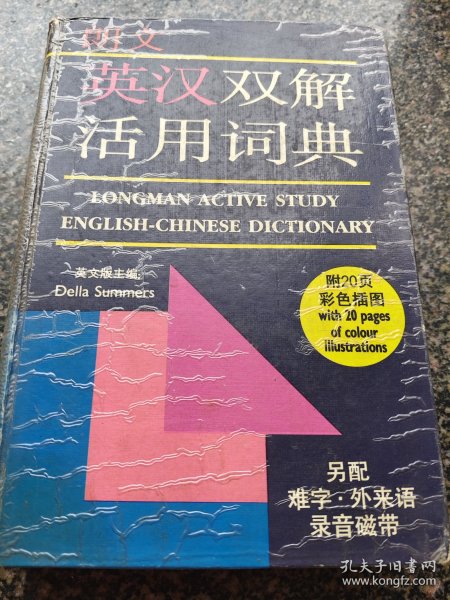 朗文
英汉双解
活用词典
LONGMAN ACTIVE STUDY
ENGLISH-CHINESE DICTIONARY
英文版主编:
Della Summers
附20页
彩色插图
with 20 pages
of colour
illustrations
另配
难字·外来语
录音磁带
孔夫子旧书网
www.kongfz.com